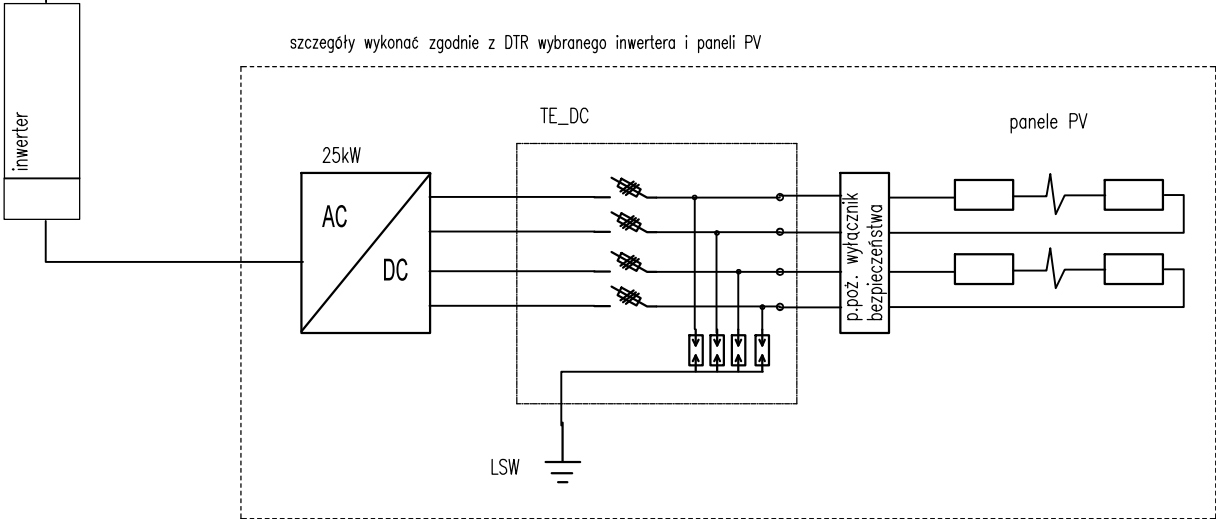 szczegóły wykonać zgodnie z DTR wybranego inwertera i paneli PV
inwerter
TE_DC
panele PV
25kW
AC
DC
p.poż. wyłącznik
bezpieczeństwa
LSW